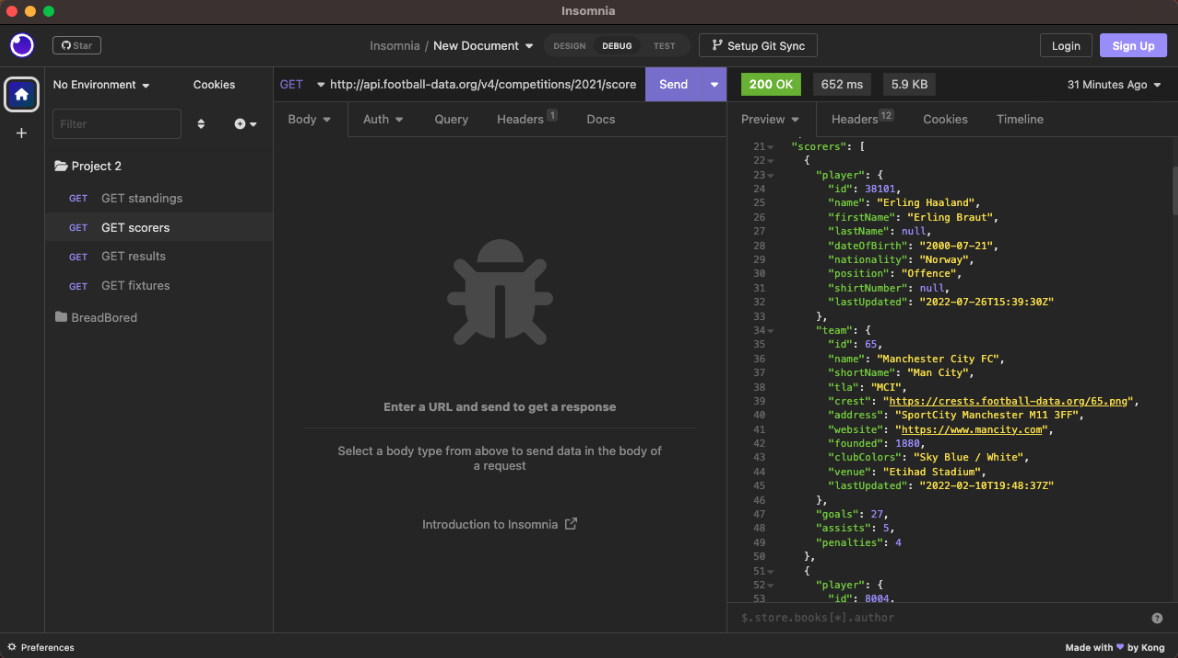 Insomnia
Star
Insomnia / New Document
DESIGN DEBUG TEST
Setup Git Sync
Login
Sign Up
No Environment
Cookies
Filter
Project 2
GET GET standings
GET GET scorers
GET GET results
GET GET fixtures
BreadBored
GET http://api.football-data.org/v4/competitions/2021/score
Send
Body Auth Query Headers 1 Docs
Enter a URL and send to get a response
Select a body type from above to send data in the body of
a request
Introduction to Insomnia
200 OK 652 ms 5.9 KB 31 Minutes Ago
Preview Headers 12 Cookies Timeline
21 "scorers": [
22 {
23 "player": {
24 "id": 38101,
25 "name": "Erling Haaland",
26 "firstName": "Erling Braut",
27 "lastName": null,
28 "dateOfBirth": "2000-07-21",
29 "nationality": "Norway",
30 "position": "Offence",
31 "shirtNumber": null,
32 "lastUpdated": "2022-07-26T15:39:30Z"
33 },
34 "team": {
35 "id": 65,
36 "name": "Manchester City FC",
37 "shortName": "Man City",
38 "tla": "MCI",
39 "crest": "https://crests.football-data.org/65.png",
40 "address": "SportCity Manchester M11 3FF",
41 "website": "https://www.mancity.com",
42 "founded": 1880,
43 "clubColors": "Sky Blue / White",
44 "venue": "Etihad Stadium",
45 "lastUpdated": "2022-02-10T19:48:37Z"
46 },
47 "goals": 27,
48 "assists": 5,
49 "penalties": 4
50 },
51 {
52 "player": {
53 "id": 8004,
$.store.books[*].author
Preferences
Made with ♥ by Kong